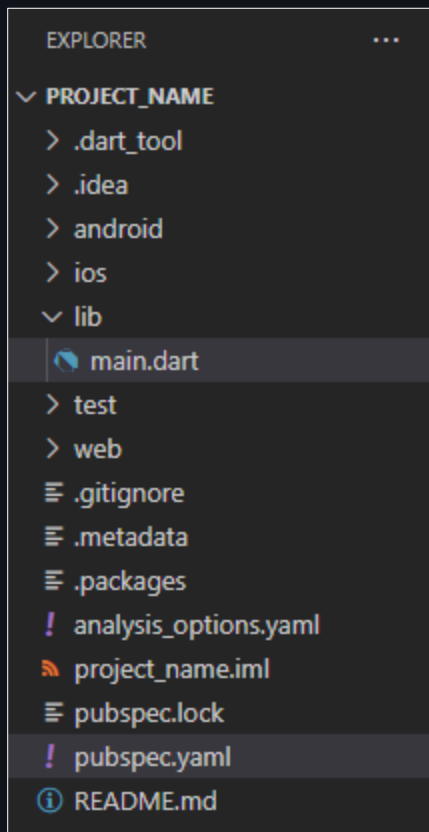 EXPLORER
PROJECT_NAME
.dart_tool
.idea
android
ios
lib
main.dart
test
web
.gitignore
.metadata
.packages
analysis_options.yaml
project_name.iml
pubspec.lock
pubspec.yaml
README.md